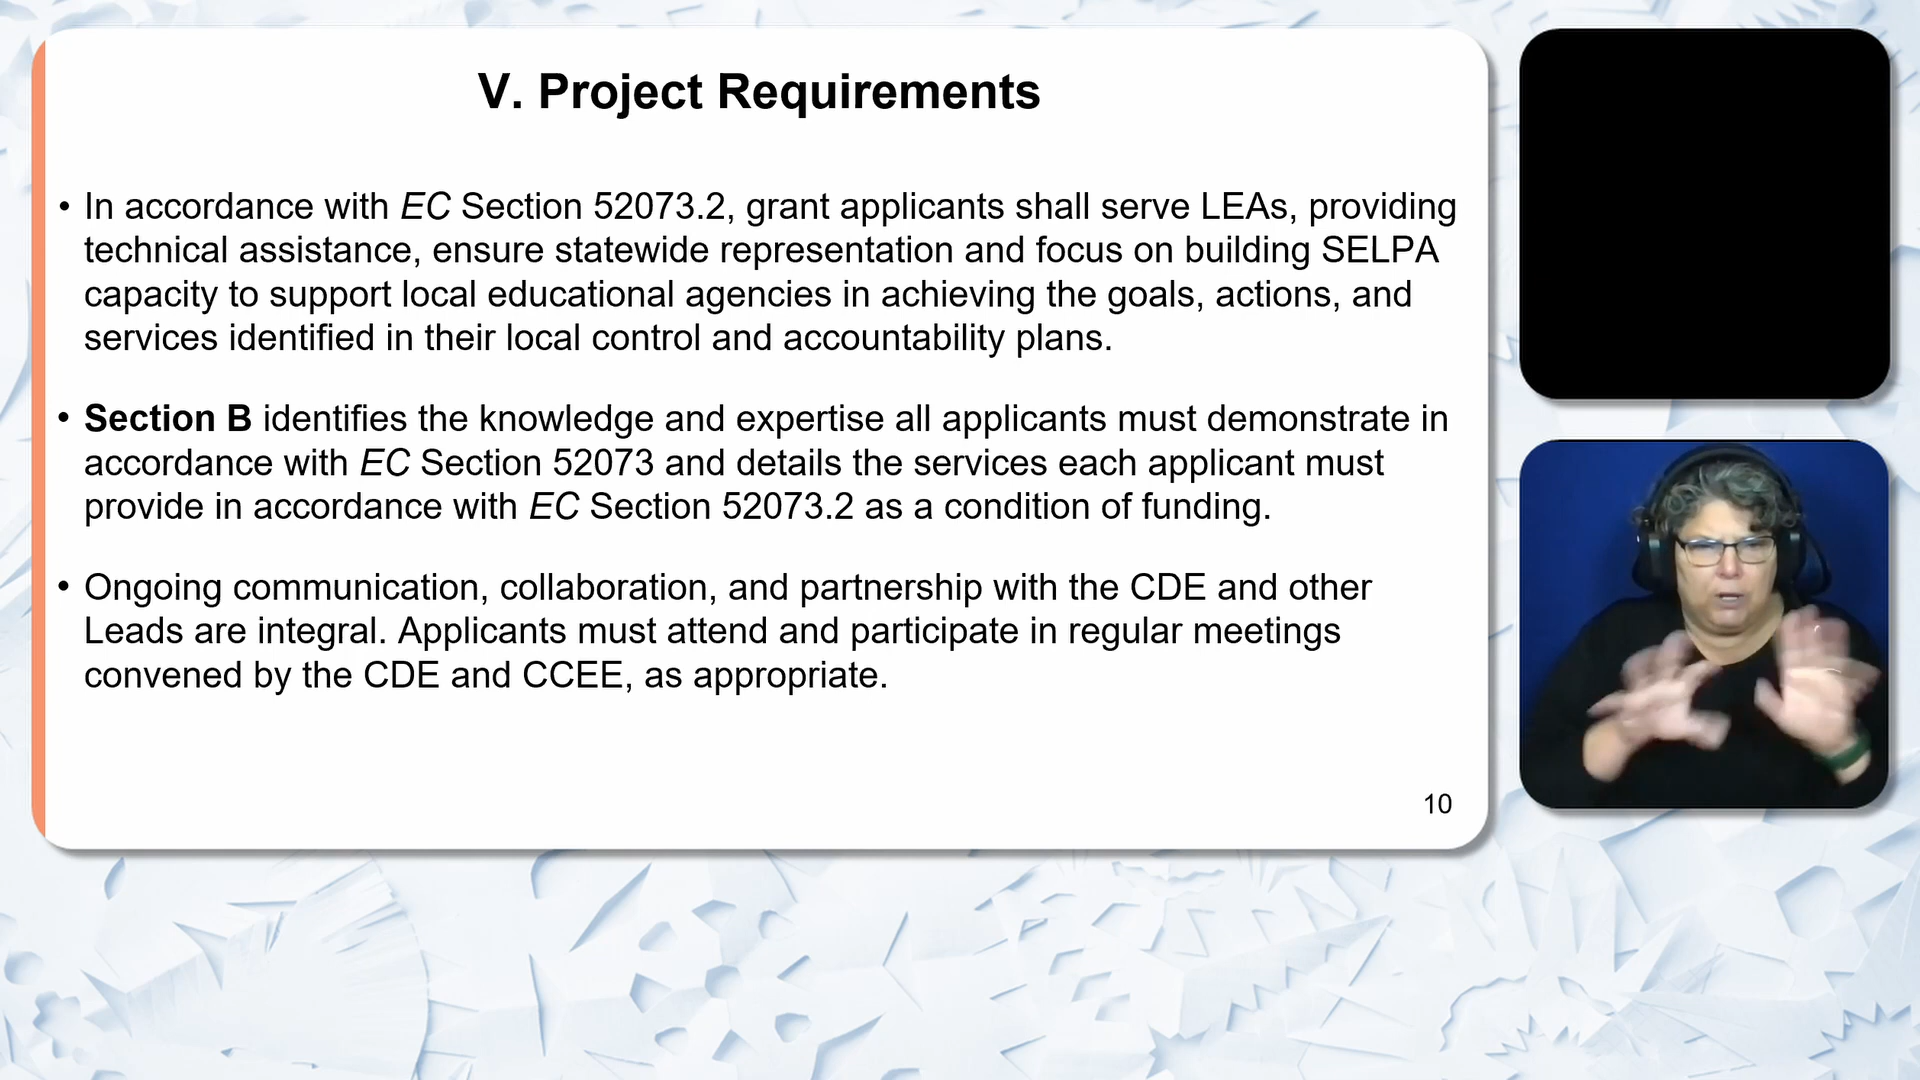 V. Project Requirements
• In accordance with EC Section 52073.2, grant applicants shall serve LEAs, providing
technical assistance, ensure statewide representation and focus on building SELPA
capacity to support local educational agencies in achieving the goals, actions, and
services identified in their local control and accountability plans.
• Section B identifies the knowledge and expertise all applicants must demonstrate in
accordance with EC Section 52073 and details the services each applicant must
provide in accordance with EC Section 52073.2 as a condition of funding.
• Ongoing communication, collaboration, and partnership with the CDE and other
Leads are integral. Applicants must attend and participate in regular meetings
convened by the CDE and CCEE, as appropriate.
10